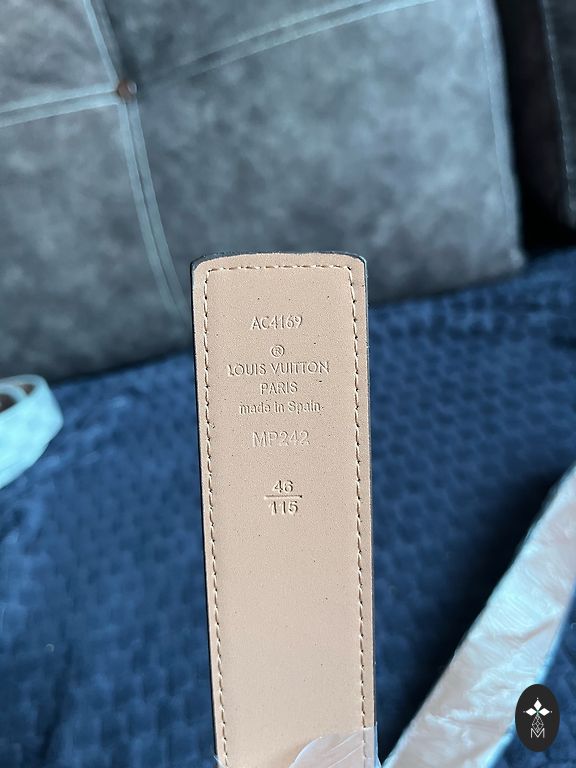 AC4169
®
LOUIS VUITTON
PARIS
made in Spain
MP242
46
115
M